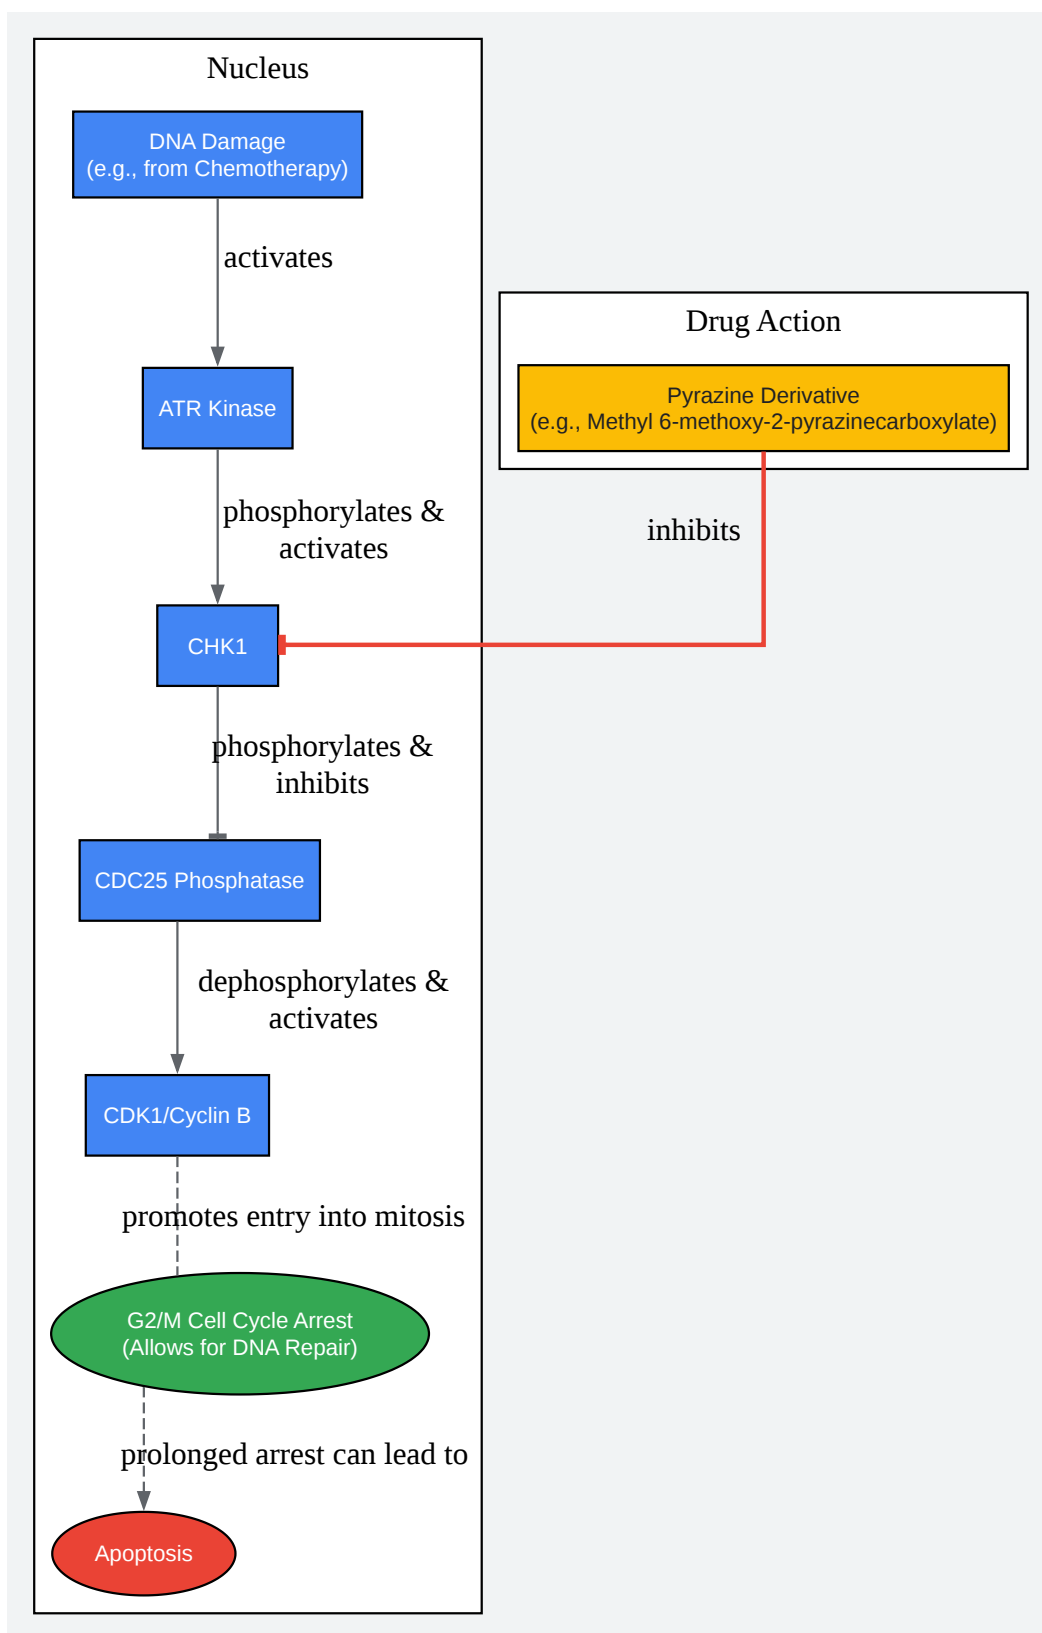 Nucleus
DNA Damage
(e.g., from Chemotherapy)
activates
Drug Action
Pyrazine Derivative
(e.g., Methyl 6-methoxy-2-pyrazinecarboxylate)
ATR Kinase
phosphorylates &
activates
inhibits
CHK1
phosphorylates &
inhibits
CDC25 Phosphatase
dephosphorylates &
activates
CDK1/Cyclin B
promotes entry into mitosis
G2/M Cell Cycle Arrest
(Allows for DNA Repair)
prolonged arrest can lead to
Apoptosis